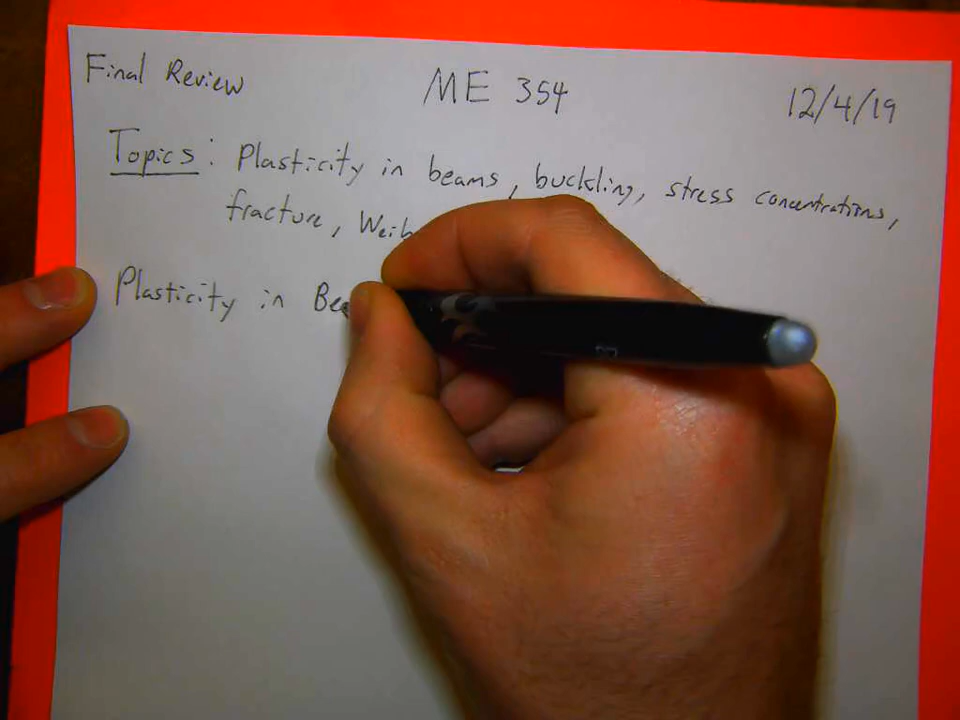 Final Review ME 354 12/4/19
Topics: Plasticity in beams, buckling, stress concentrations,
fracture,
Plasticity in